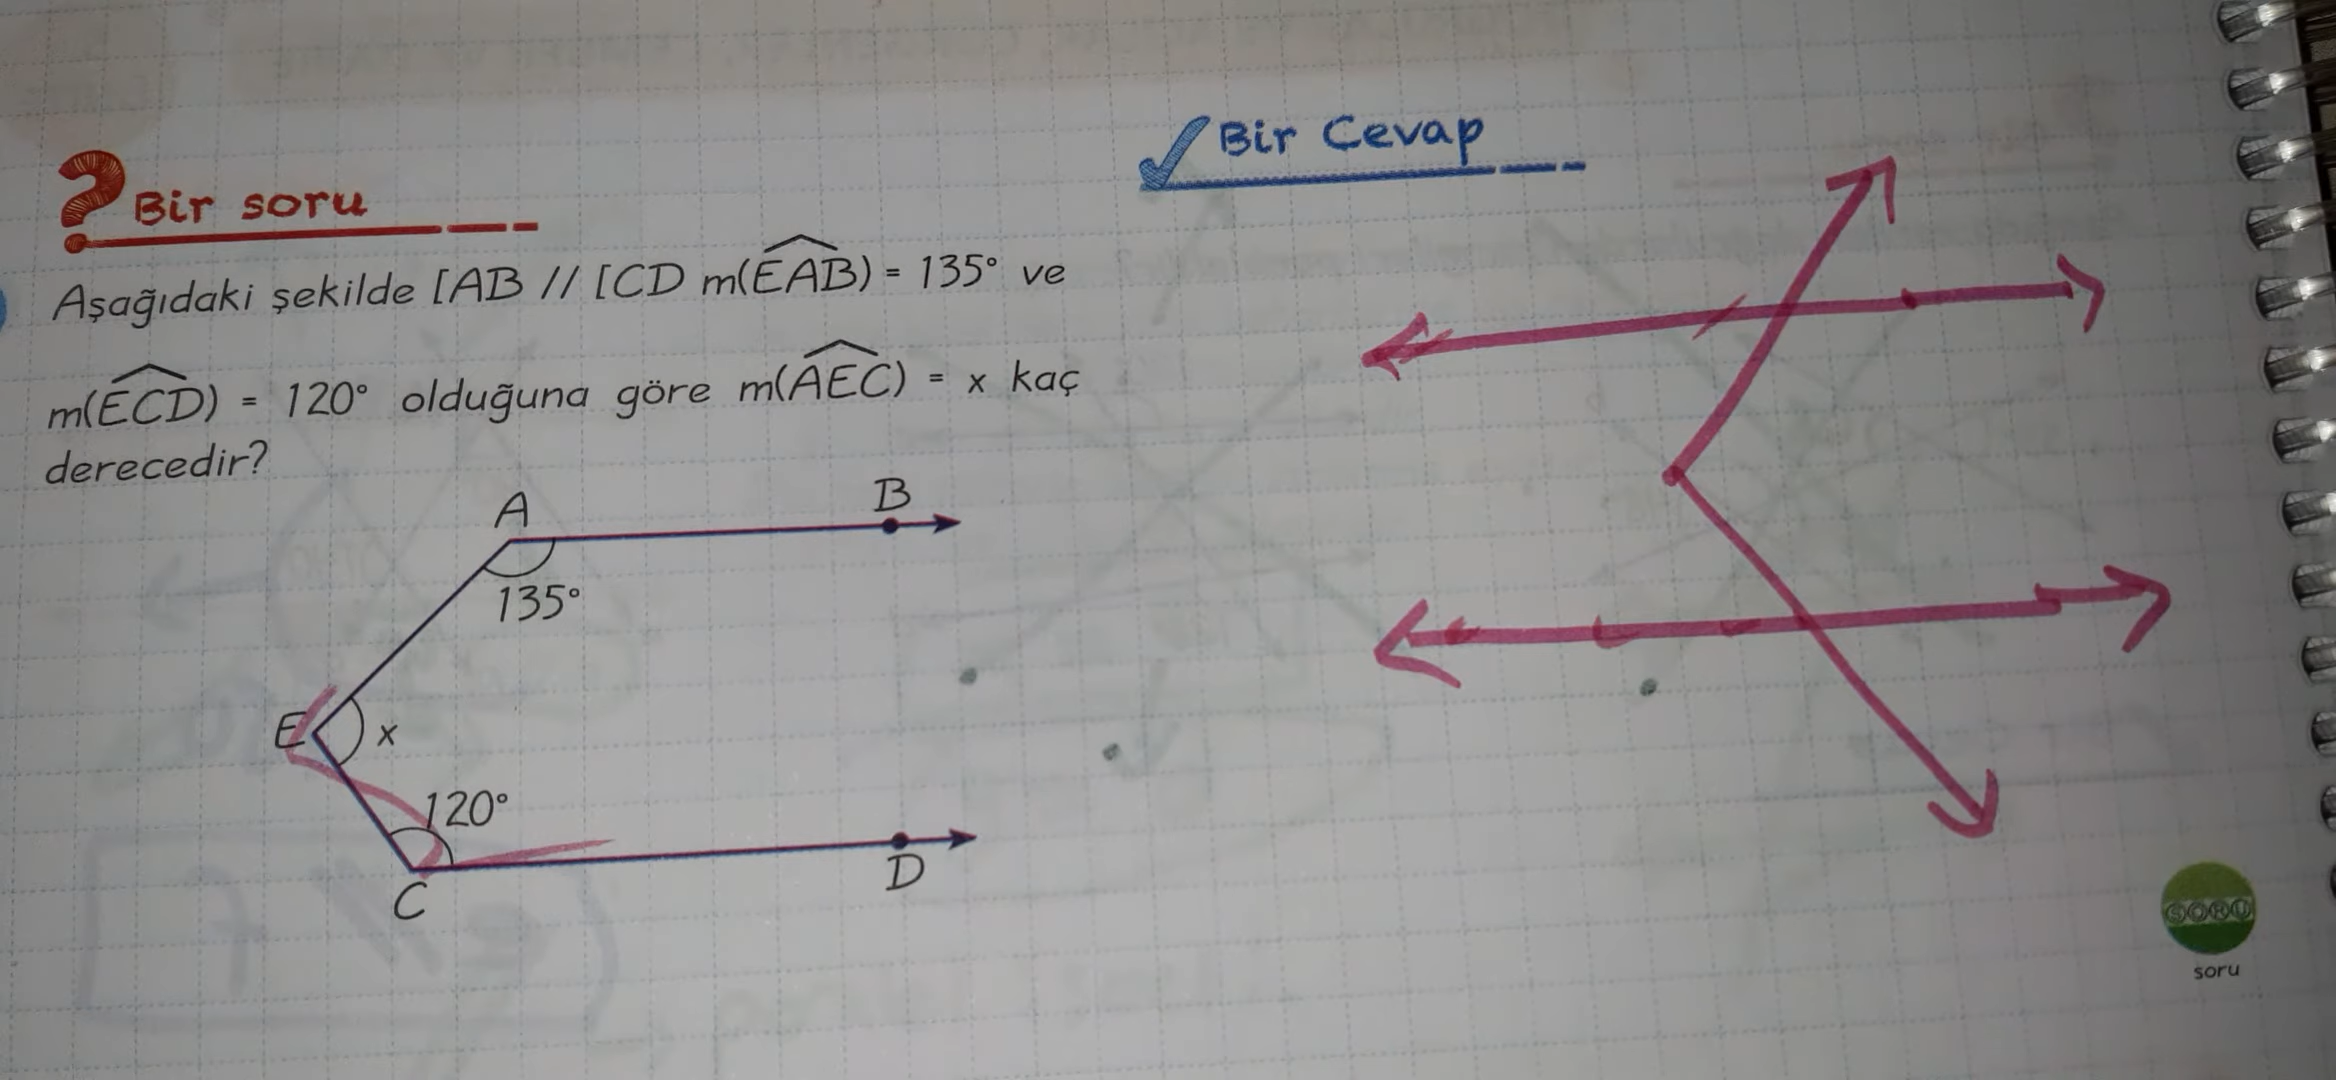 Bir soru
Aşağıdaki şekilde [AB // [CD m(EAB) = 135° ve
m(ECD) = 120° olduğuna göre m(AEC) = x kaç
derecedir?
A
B
135°
E
x
120°
C
D
Bir Cevap
SORU
soru